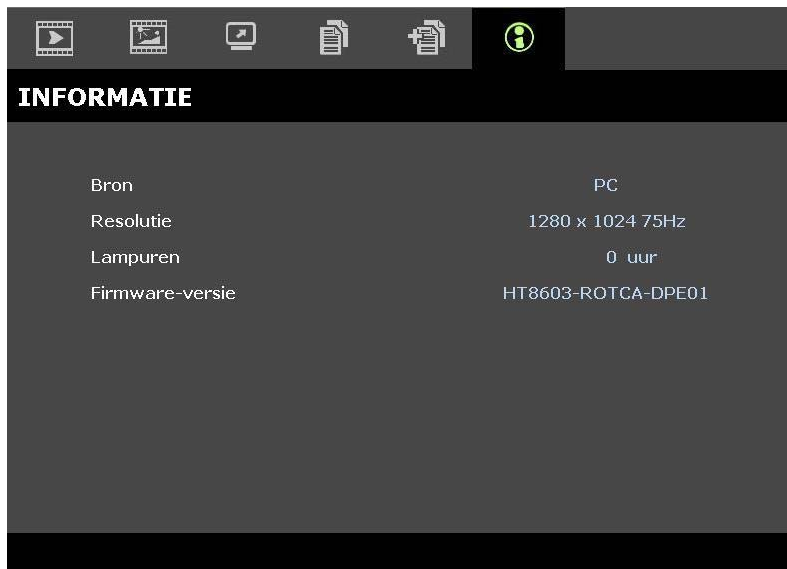 INFORMATIE
Bron PC
Resolutie 1280 x 1024 75Hz
Lampuren 0 uur
Firmware-versie HT8603-ROTCA-DPE01